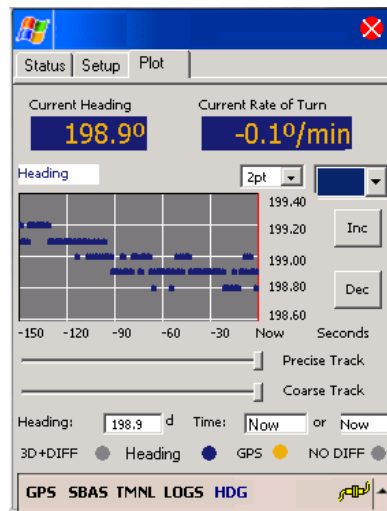 Status Setup Plot
Current Heading Current Rate of Turn
198.9º -0.1º/min
Heading 2pt
199.40
199.20 Inc
199.00
198.80 Dec
198.60
-150 -120 -90 -60 -30 Now Seconds
Precise Track
Coarse Track
Heading: 198.9 d Time: Now or Now
3D+DIFF Heading GPS NO DIFF
GPS SBAS TMNL LOGS HDG